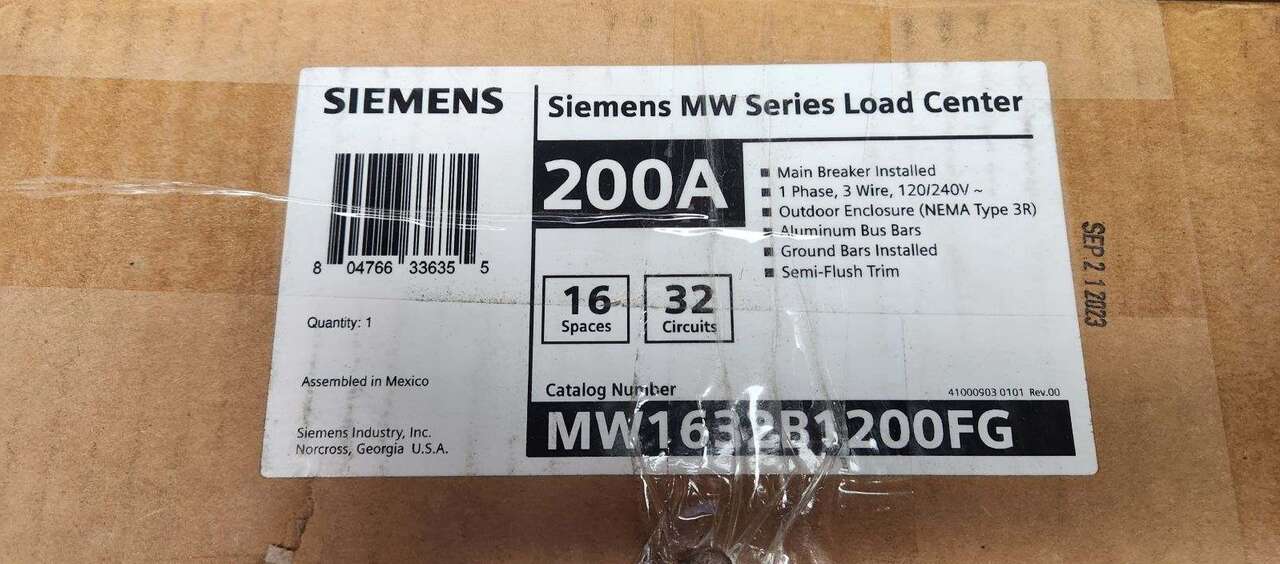 SIEMENS
8 04766 33635 5
Quantity: 1
Assembled in Mexico
Siemens Industry, Inc.
Norcross, Georgia U.S.A.
Siemens MW Series Load Center
200A
Main Breaker Installed
1 Phase, 3 Wire, 120/240V ~
Outdoor Enclosure (NEMA Type 3R)
Aluminum Bus Bars
Ground Bars Installed
Semi-Flush Trim
16
Spaces
32
Circuits
Catalog Number
41000903 0101 Rev.00
MW1632B1200FG
SEP 21 2023